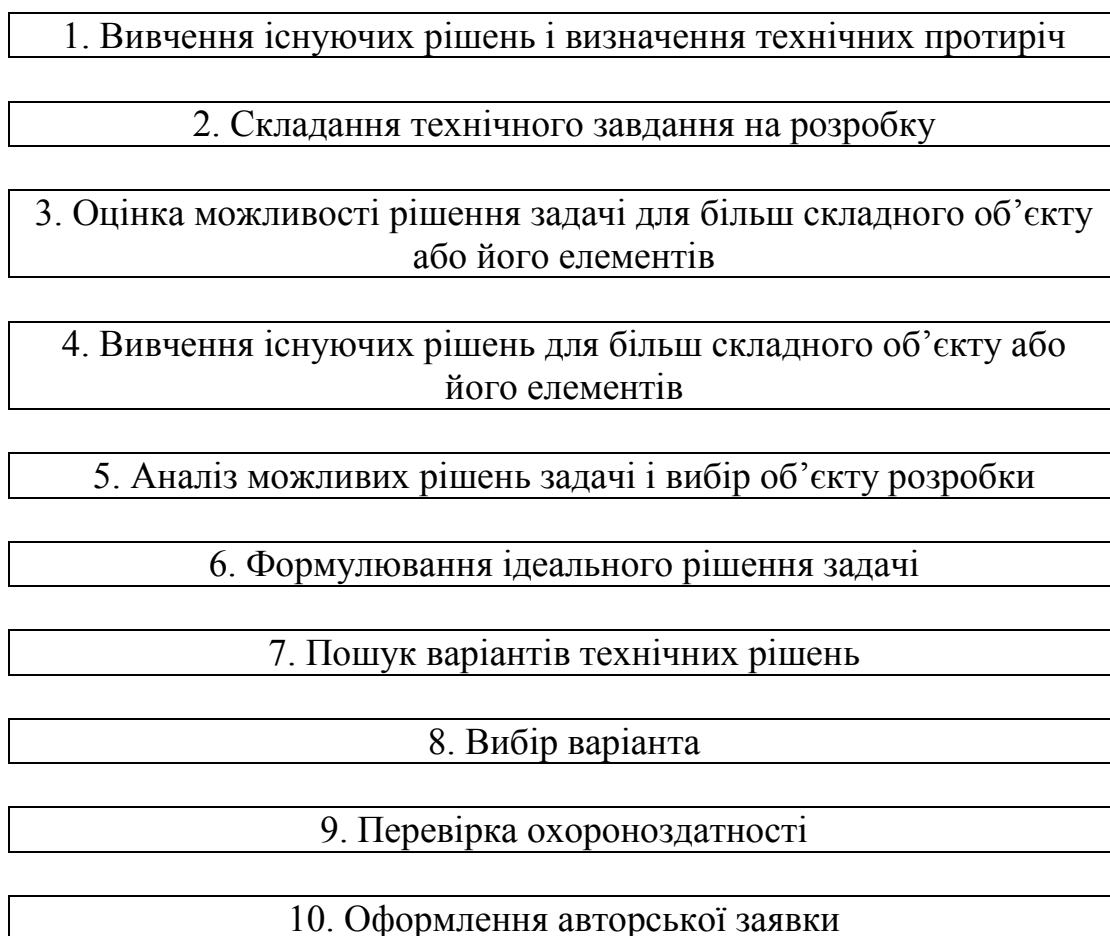 1. Вивчення існуючих рішень і визначення технічних протиріч
2. Складання технічного завдання на розробку
3. Оцінка можливості рішення задачі для більш складного об’єкту
або його елементів
4. Вивчення існуючих рішень для більш складного об’єкту або
його елементів
5. Аналіз можливих рішень задачі і вибір об’єкту розробки
6. Формулювання ідеального рішення задачі
7. Пошук варіантів технічних рішень
8. Вибір варіанта
9. Перевірка охороноздатності
10. Оформлення авторської заявки